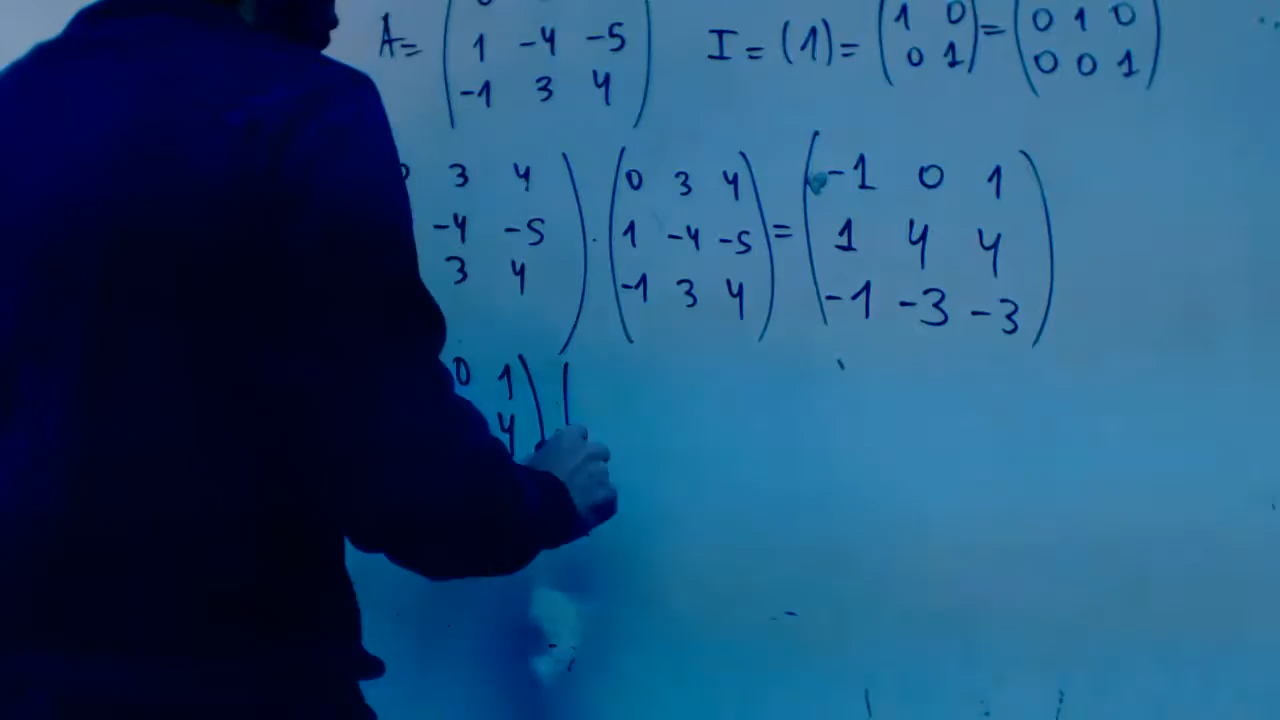 A= 1 -4 -5 I = (1) = 1 0 = 0 1 0
-1 3 4 0 1 0 0 1
3 4 0 3 4 -1 0 1
-4 -5 . 1 -4 -5 = 1 4 4
3 4 -1 3 4 -1 -3 -3
0 1
4